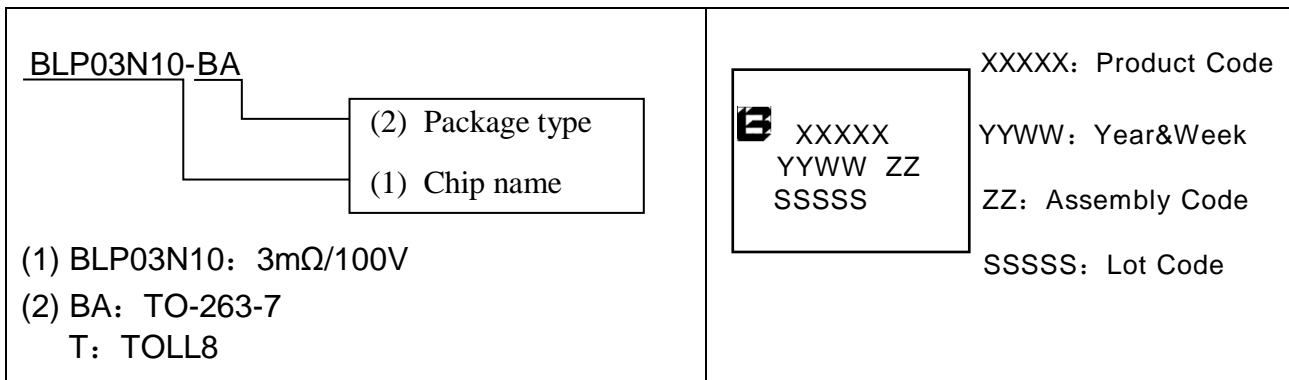 BLP03N10-BA
(2) Package type
(1) Chip name
(1) BLP03N10：3mΩ/100V
(2) BA：TO-263-7
T：TOLL8
XXXXX
YYWW ZZ
SSSSS
XXXXX：Product Code
YYWW：Year&Week
ZZ：Assembly Code
SSSSS：Lot Code